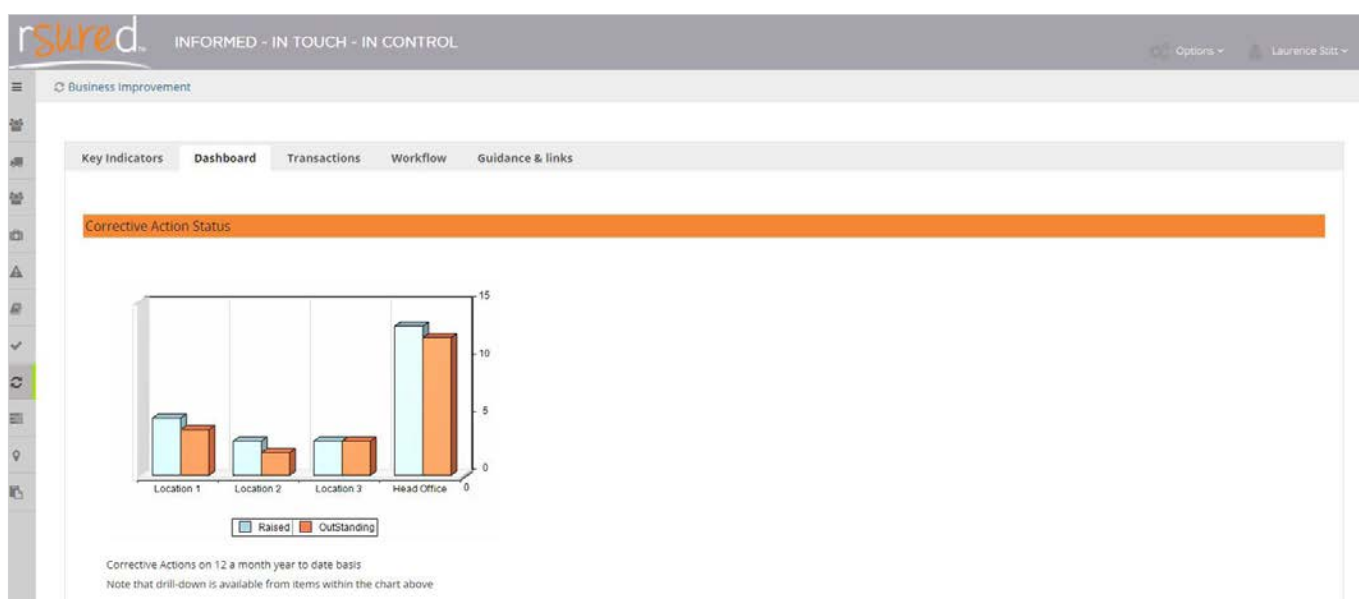 rsured™ INFORMED - IN TOUCH - IN CONTROL
Options Laurence Stitt
Business Improvement
Key Indicators Dashboard Transactions Workflow Guidance & links
Corrective Action Status
15
10
5
0
Location 1 Location 2 Location 3 Head Office 0
Raised OutStanding
Corrective Actions on 12 a month year to date basis
Note that drill-down is available from items within the chart above